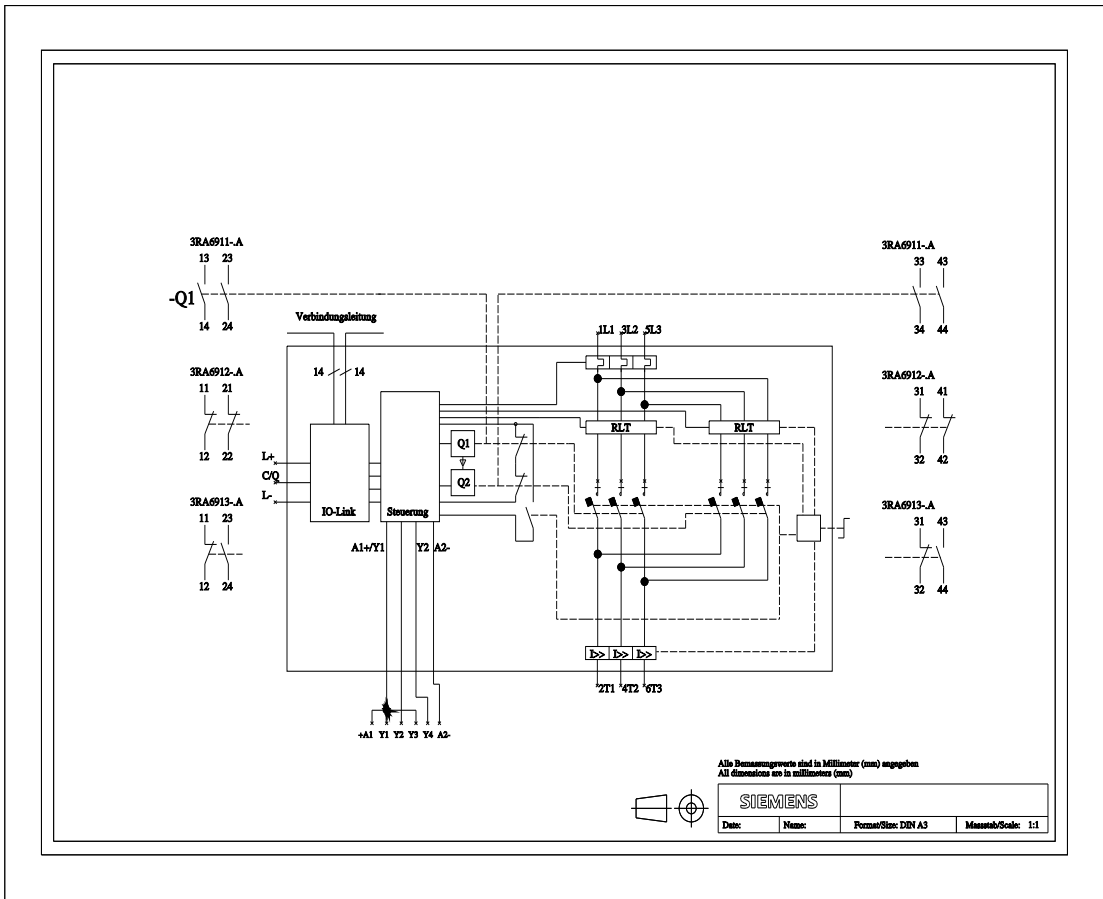 3RA6911-.A
13 23
-Q1
14 24
3RA6911-.A
33 43
34 44
Verbindungsleitung
1L1 3L2 5L3
14 14
3RA6912-.A
11 21
12 22
3RA6912-.A
31 41
32 42
RLT RLT
Q1
Q2
L+
C/Q
L-
IO-Link Steuerung
3RA6913-.A
11 23
12 24
3RA6913-.A
31 43
32 44
A1+/Y1 Y2 A2-
I>> I>> I>>
2T1 4T2 6T3
+A1 Y1 Y2 Y3 Y4 A2-
Alle Bemassungswerte sind in Millimeter (mm) angegeben
All dimensions are in millimeters (mm)
SIEMENS
Date: Name: Format/Size: DIN A3 Massstab/Scale: 1:1